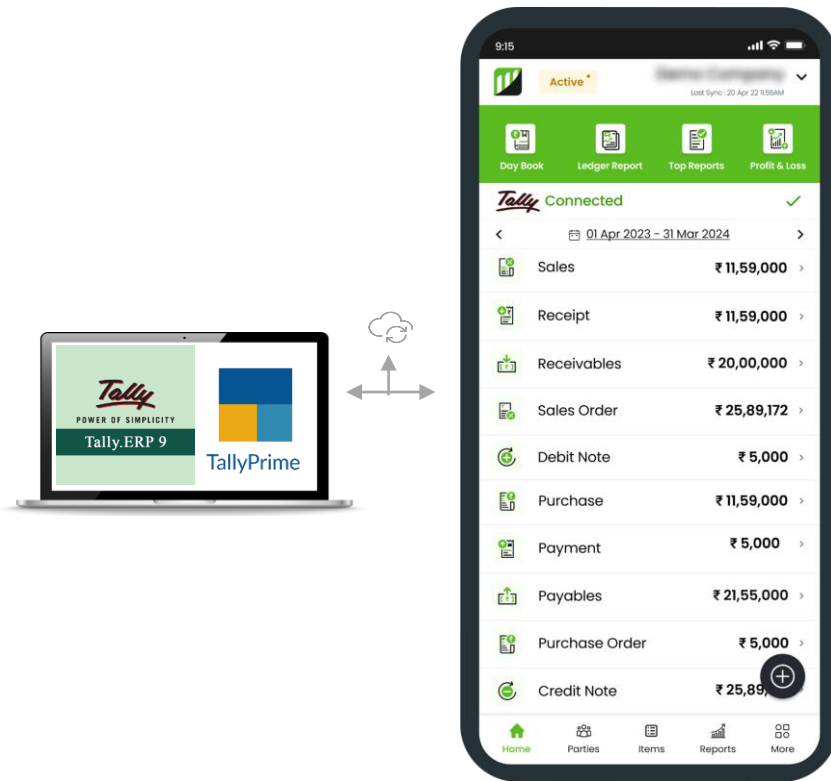 Tally
POWER OF SIMPLICITY
Tally.ERP 9
TallyPrime
9:15
Active
Last Sync : 20 Apr 22 11:55AM
Day Book Ledger Report Top Reports Profit & Loss
Tally Connected
01 Apr 2023 - 31 Mar 2024
Sales ₹ 11,59,000
Receipt ₹ 11,59,000
Receivables ₹ 20,00,000
Sales Order ₹ 25,89,172
Debit Note ₹ 5,000
Purchase ₹ 11,59,000
Payment ₹ 5,000
Payables ₹ 21,55,000
Purchase Order ₹ 5,000
Credit Note ₹ 25,89,
Home Parties Items Reports More